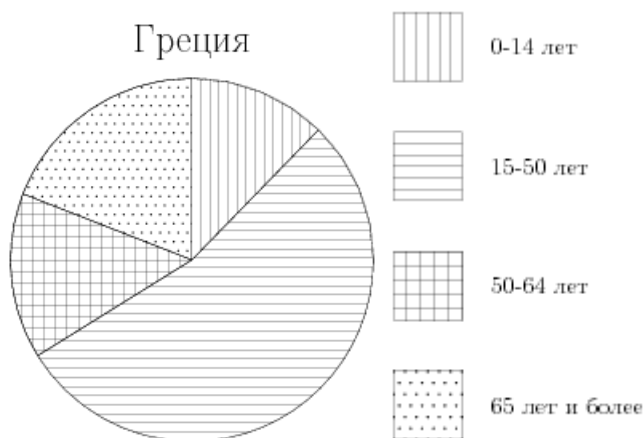 Греция
0-14 лет
15-50 лет
50-64 лет
65 лет и более